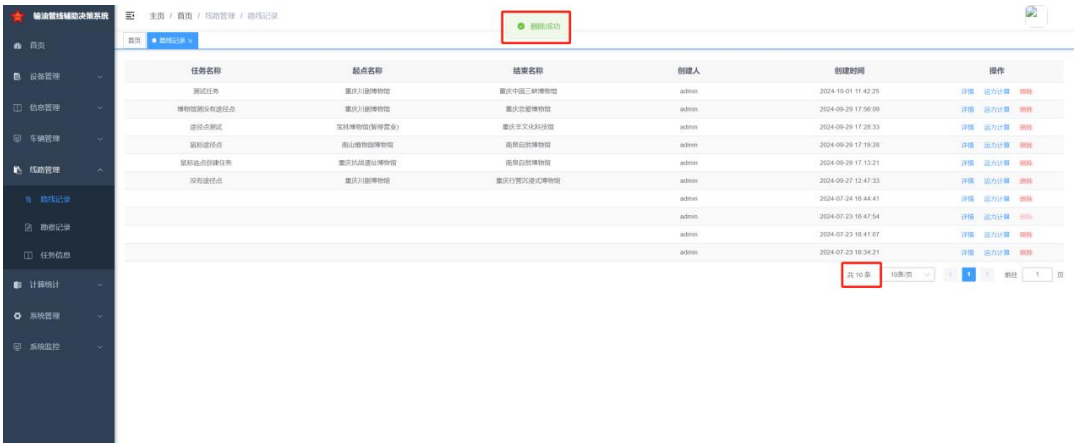 输油管线辅助决策系统
主页 / 首页 / 线路管理 / 路线记录
删除成功
首页
路线记录 ×
首页
设备管理
信息管理
车辆管理
线路管理
路线记录
勘察记录
任务信息
计算统计
系统管理
系统监控
任务名称 起点名称 结束名称 创建人 创建时间 操作
测试任务 重庆川剧博物馆 重庆中国三峡博物馆 admin 2024-10-01 11:42:25 详情 运力计算 删除
博物馆测没有途径点 重庆川剧博物馆 重庆恋爱博物馆 admin 2024-09-29 17:56:09 详情 运力计算 删除
途径点测试 宝林博物馆(暂停营业) 重庆羊文化科技馆 admin 2024-09-29 17:28:33 详情 运力计算 删除
鼠标途径点 南山植物园博物馆 南泉自然博物馆 admin 2024-09-29 17:19:28 详情 运力计算 删除
鼠标选点创建任务 重庆抗战遗址博物馆 南泉自然博物馆 admin 2024-09-29 17:13:21 详情 运力计算 删除
没有途径点 重庆川剧博物馆 重庆行营沉浸式博物馆 admin 2024-09-27 12:47:33 详情 运力计算 删除
admin 2024-07-24 16:44:41 详情 运力计算 删除
admin 2024-07-23 16:47:54 详情 运力计算 删除
admin 2024-07-23 16:41:07 详情 运力计算 删除
admin 2024-07-23 16:34:21 详情 运力计算 删除
共 10 条 10条/页 1 前往 1 页